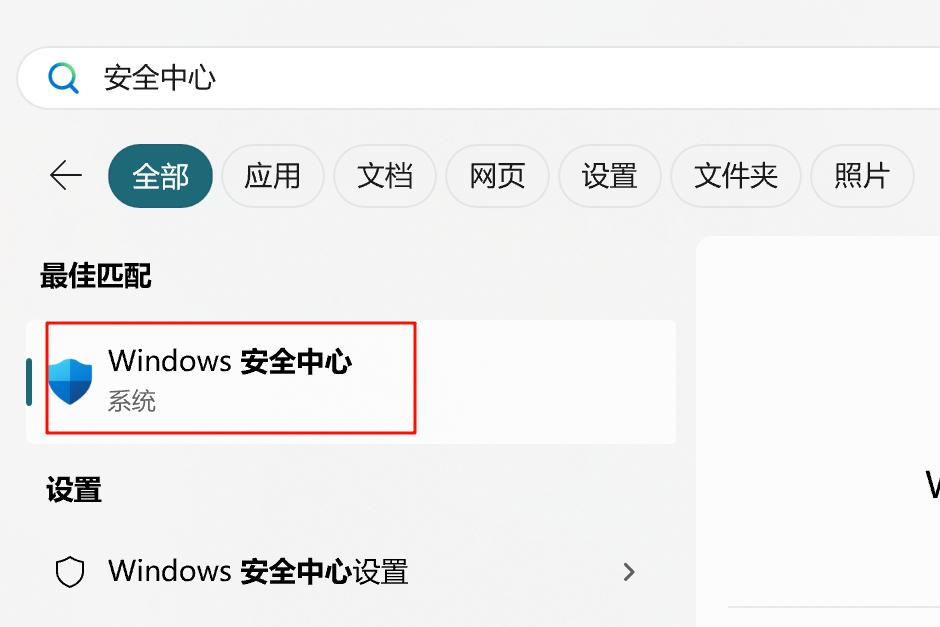 安全中心
全部 应用 文档 网页 设置 文件夹 照片
最佳匹配
Windows 安全中心
系统
设置
Windows 安全中心设置